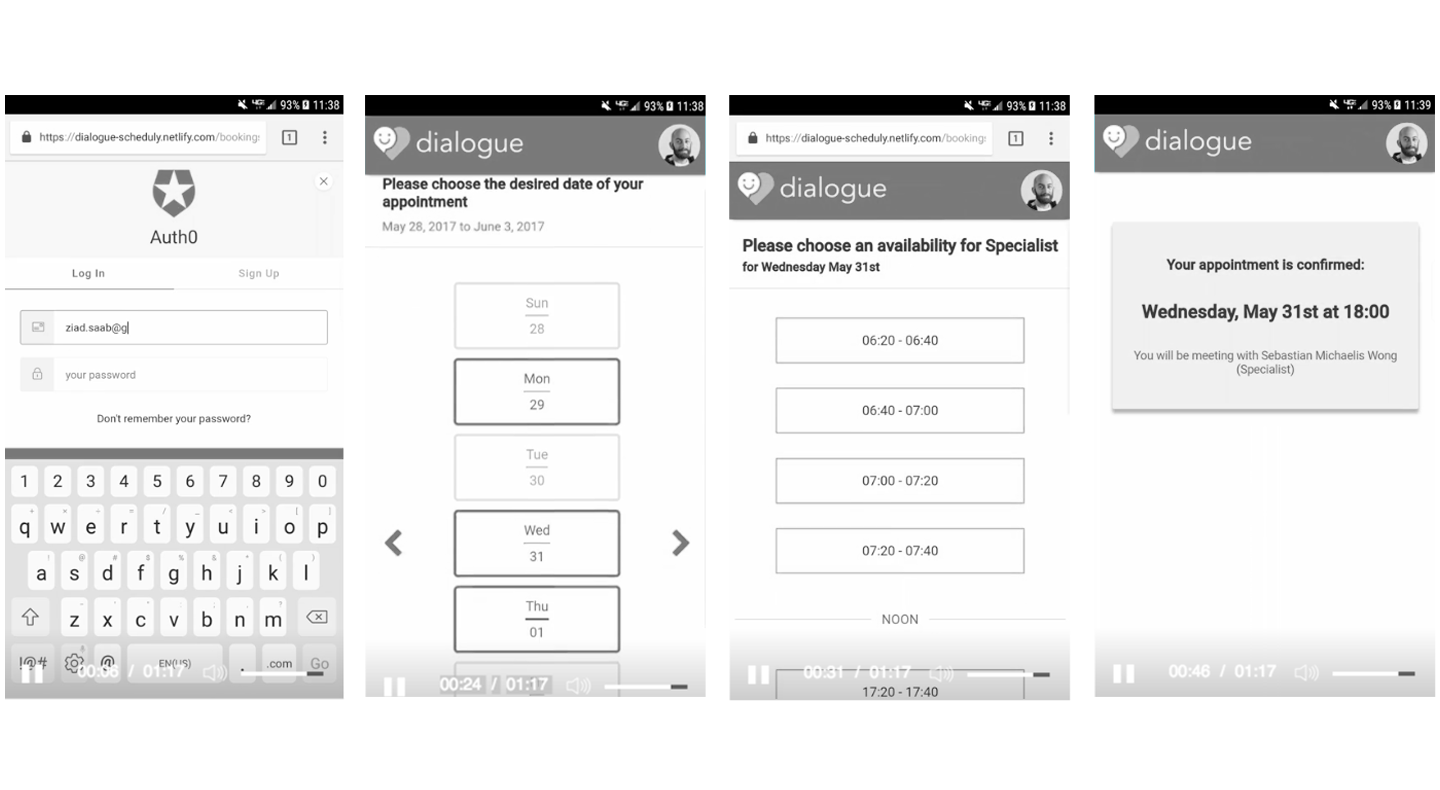 93% 11:38
https://dialogue-scheduly.netlify.com/booking:
1
Auth0
Log In
Sign Up
ziad.saab@g
your password
Don't remember your password?
1 2 3 4 5 6 7 8 9 0
q w e r t y u i o p
a s d f g h j k l
z x c v b n m
!@# @ EN(US) . .com Go
00:06 / 01:17
93% 11:38
dialogue
Please choose the desired date of your
appointment
May 28, 2017 to June 3, 2017
Sun
28
Mon
29
Tue
30
Wed
31
Thu
01
00:24 / 01:17
93% 11:38
https://dialogue-scheduly.netlify.com/booking:
1
dialogue
Please choose an availability for Specialist
for Wednesday May 31st
06:20 - 06:40
06:40 - 07:00
07:00 - 07:20
07:20 - 07:40
NOON
00:31 / 01:17
17:20 - 17:40
93% 11:39
dialogue
Your appointment is confirmed:
Wednesday, May 31st at 18:00
You will be meeting with Sebastian Michaelis Wong
(Specialist)
00:46 / 01:17